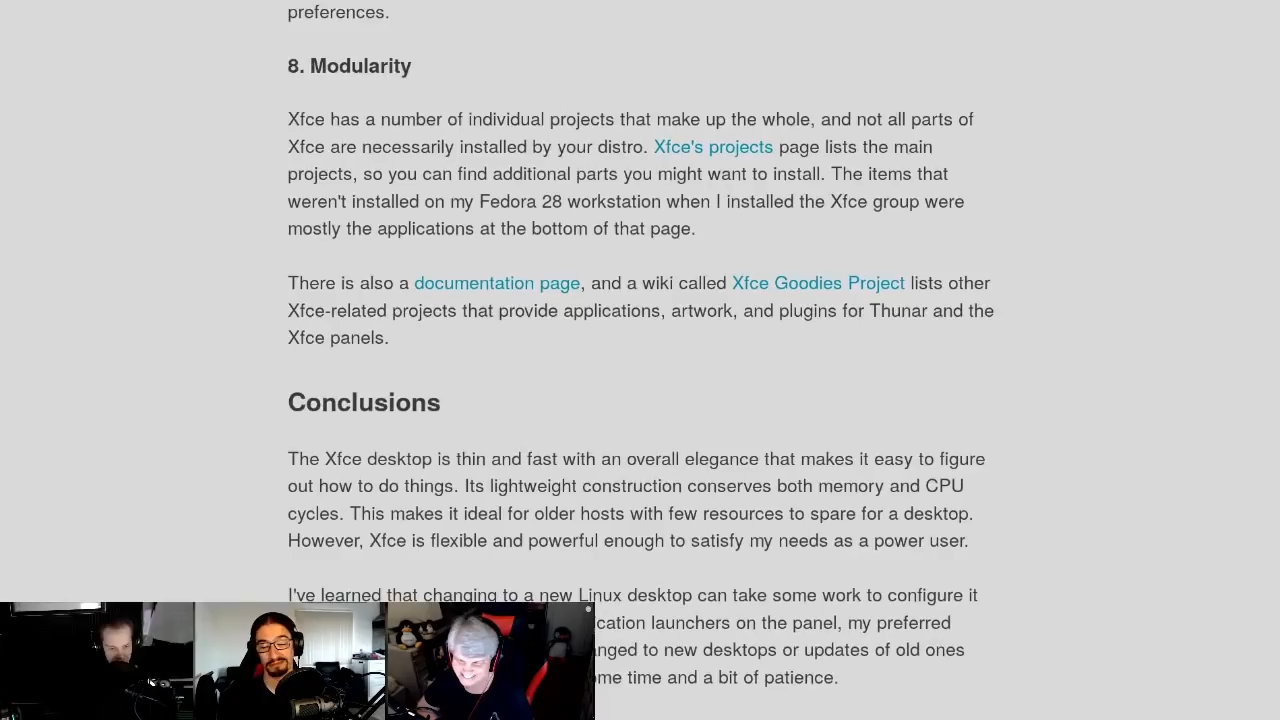 preferences.
8. Modularity
Xfce has a number of individual projects that make up the whole, and not all parts of
Xfce are necessarily installed by your distro. Xfce's projects page lists the main
projects, so you can find additional parts you might want to install. The items that
weren't installed on my Fedora 28 workstation when I installed the Xfce group were
mostly the applications at the bottom of that page.
There is also a documentation page, and a wiki called Xfce Goodies Project lists other
Xfce-related projects that provide applications, artwork, and plugins for Thunar and the
Xfce panels.
Conclusions
The Xfce desktop is thin and fast with an overall elegance that makes it easy to figure
out how to do things. Its lightweight construction conserves both memory and CPU
cycles. This makes it ideal for older hosts with few resources to spare for a desktop.
However, Xfce is flexible and powerful enough to satisfy my needs as a power user.
I've learned that changing to a new Linux desktop can take some work to configure it
cation launchers on the panel, my preferred
anged to new desktops or updates of old ones
ome time and a bit of patience.